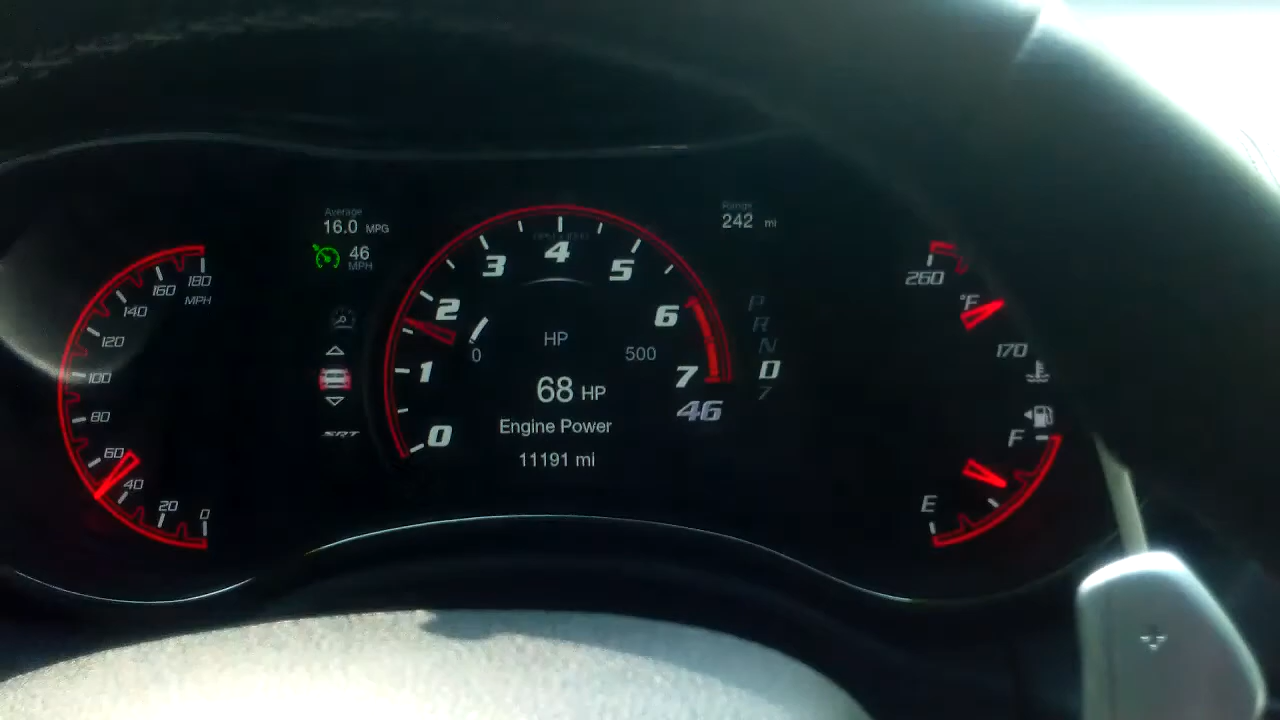 Average
16.0 MPG
46
MPH
Range
242 mi
180
160
MPH
140
120
100
80
60
40
20
0
SRT
0
1
2
3
4
5
6
7
HP
0
500
68 HP
46
Engine Power
11191 mi
P
R
N
D
7
260
°F
170
F
E